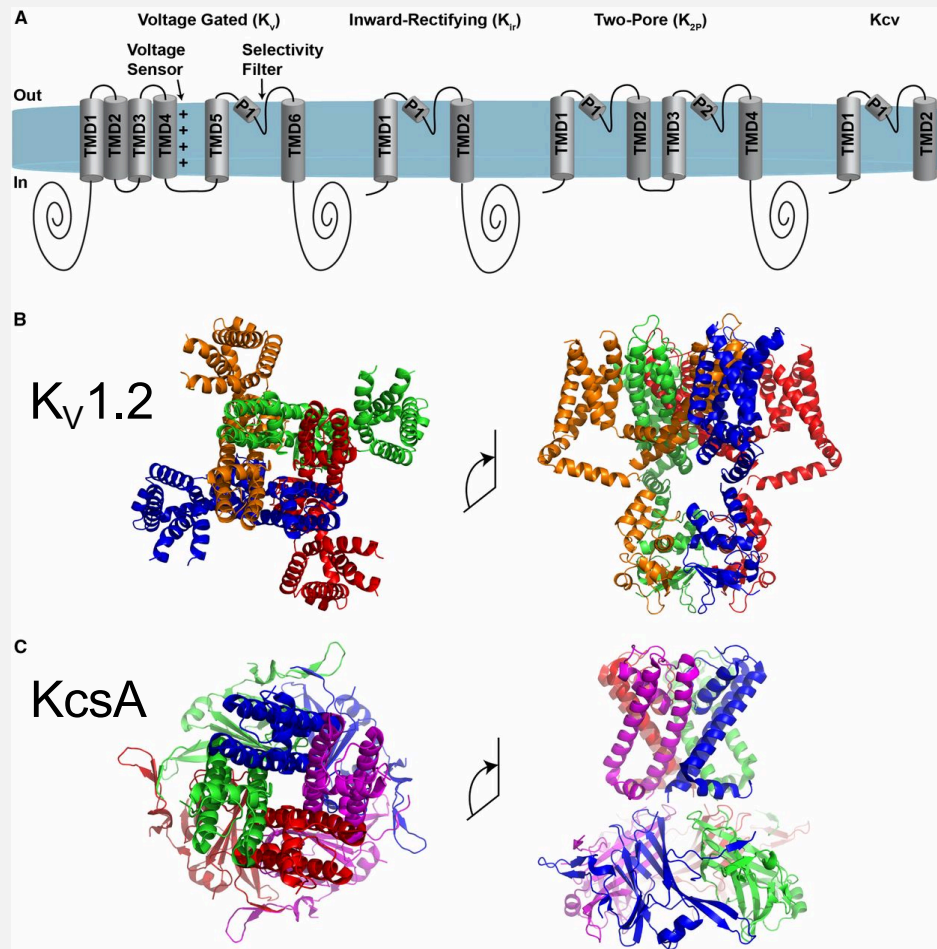 A
Voltage Gated (Kv)
Inward-Rectifying (Kir)
Two-Pore (K2P)
Kcv
Voltage
Sensor
Selectivity
Filter
Out
TMD1
TMD2
TMD3
TMD4
+
+
+
+
TMD5
P1
TMD6
TMD1
P1
TMD2
TMD1
P1
TMD2
TMD3
P2
TMD4
TMD1
P2
TMD2
In
B
KV1.2
C
KcsA